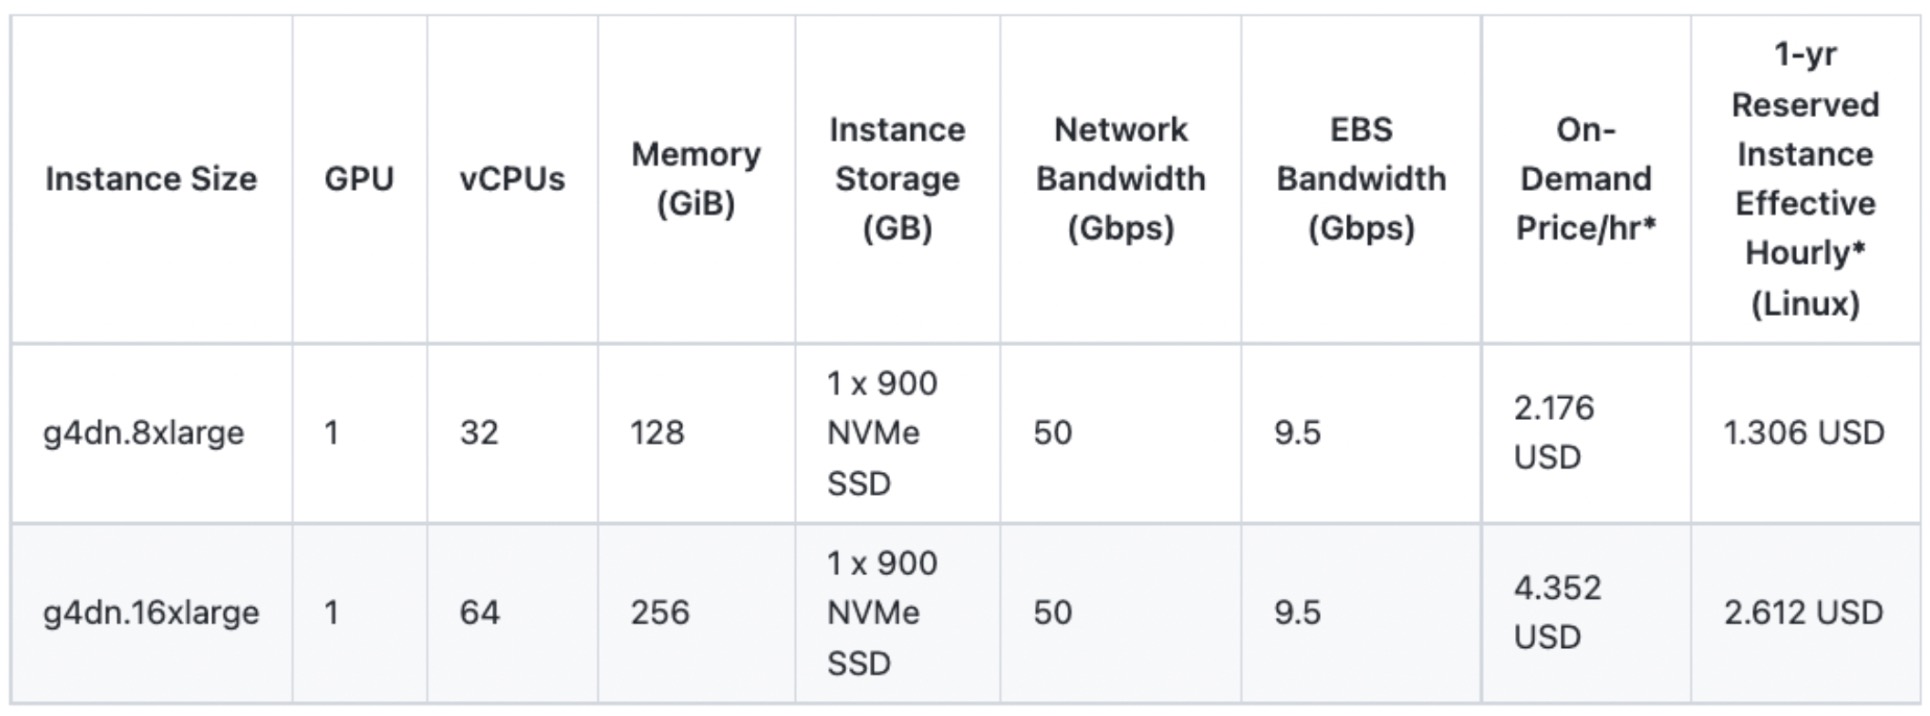 Instance Size
GPU
vCPUs
Memory
(GiB)
Instance
Storage
(GB)
Network
Bandwidth
(Gbps)
EBS
Bandwidth
(Gbps)
On-
Demand
Price/hr*
1-yr
Reserved
Instance
Effective
Hourly*
(Linux)
g4dn.8xlarge
1
32
128
1 x 900
NVMe
SSD
50
9.5
2.176
USD
1.306 USD
g4dn.16xlarge
1
64
256
1 x 900
NVMe
SSD
50
9.5
4.352
USD
2.612 USD